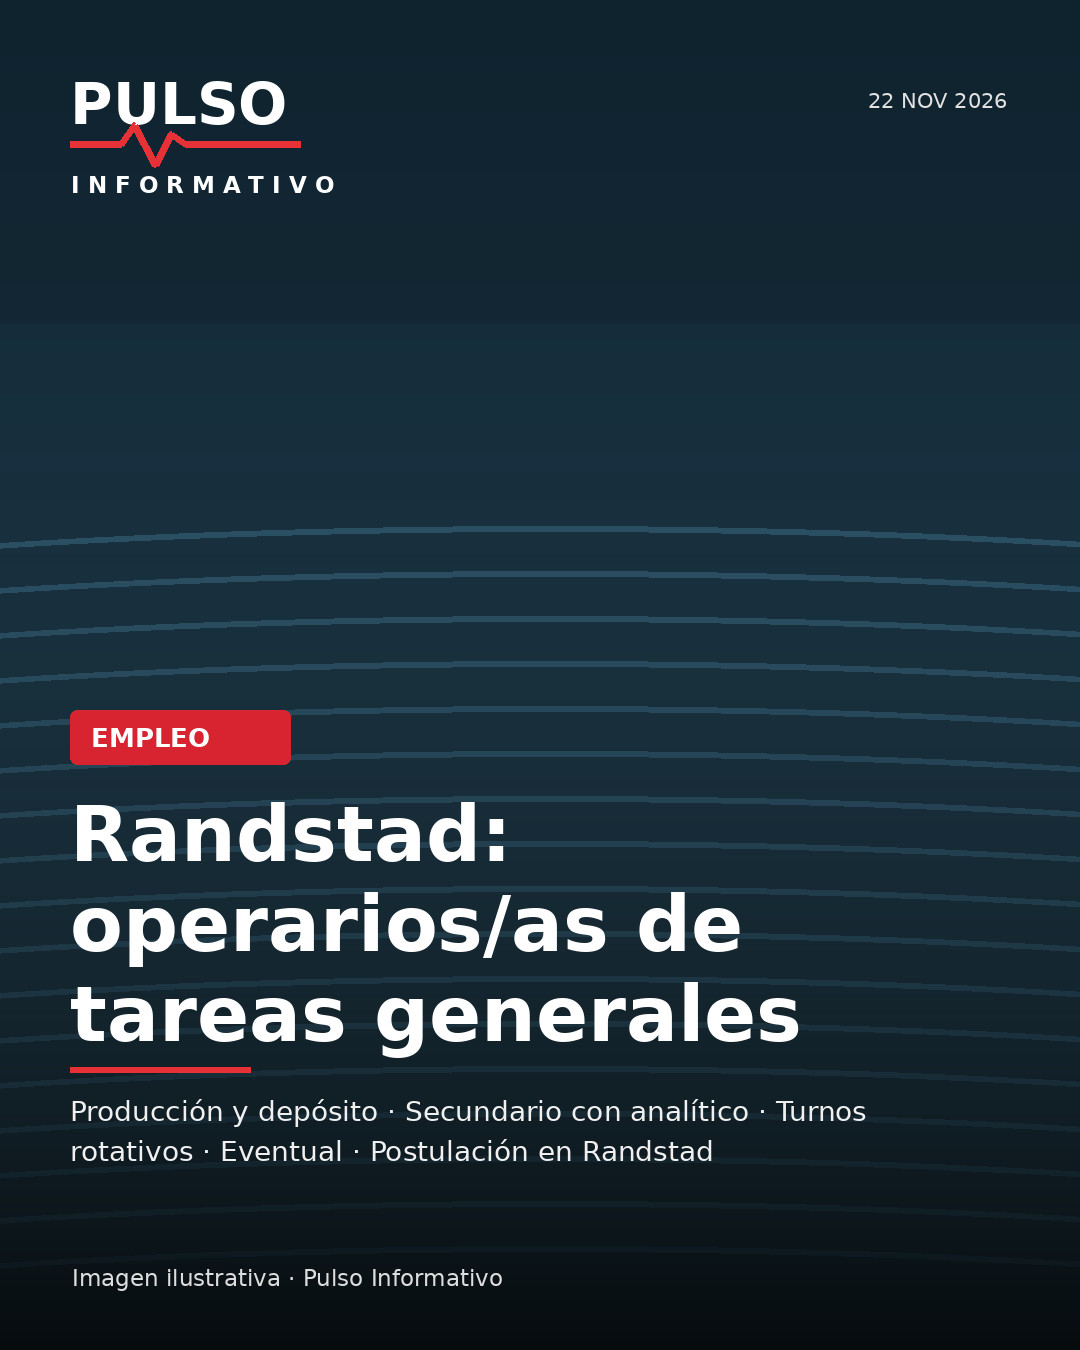 PULSO
INFORMATIVO
22 NOV 2026
EMPLEO
Randstad:
operarios/as de
tareas generales
Producción y depósito · Secundario con analítico · Turnos
rotativos · Eventual · Postulación en Randstad
Imagen ilustrativa · Pulso Informativo